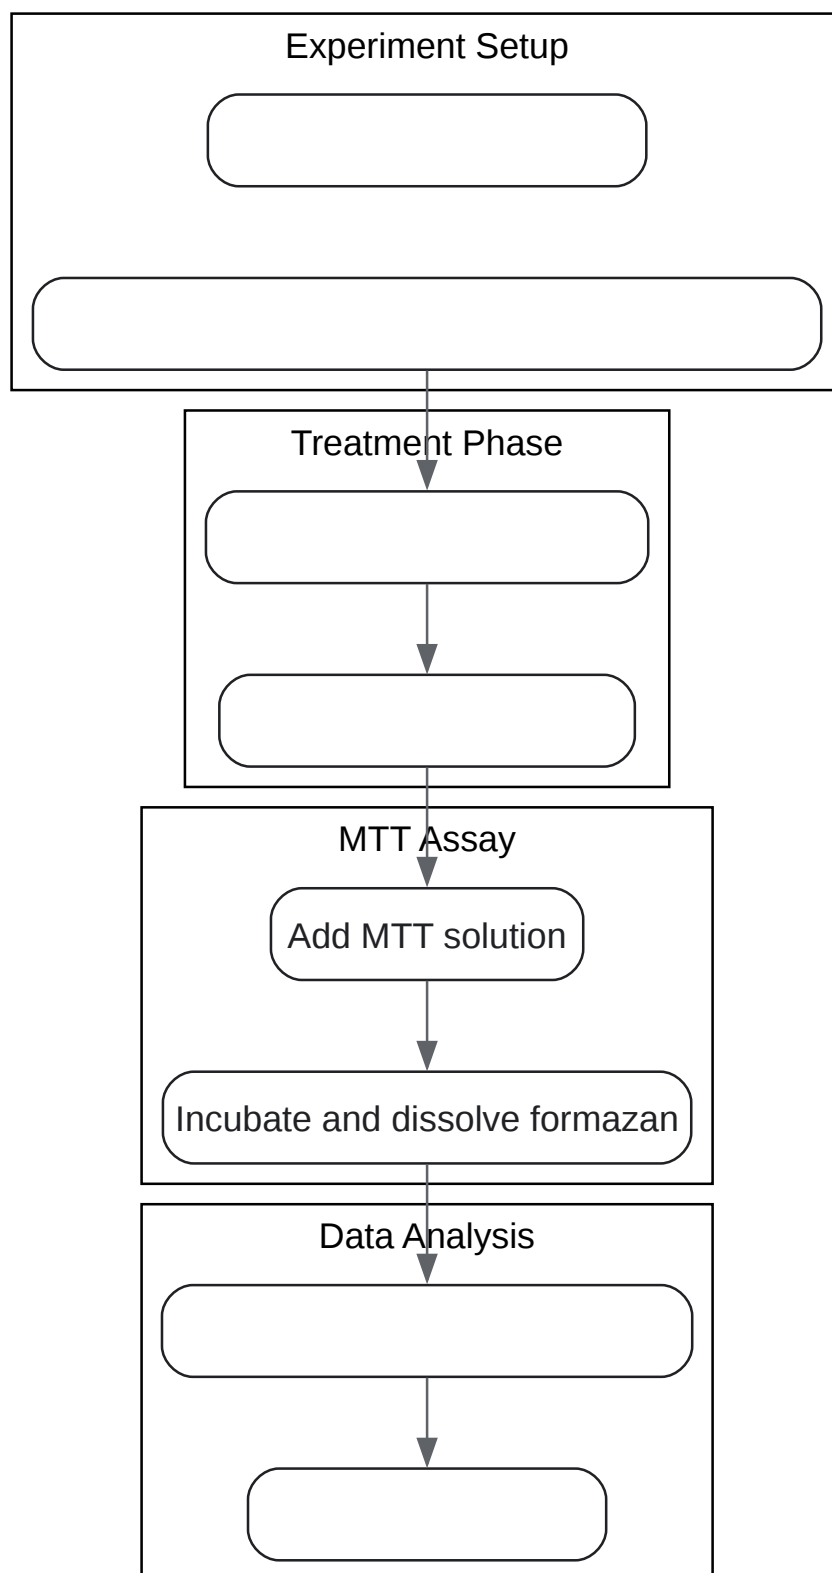 Experiment Setup
Treatment Phase
MTT Assay
Add MTT solution
Incubate and dissolve formazan
Data Analysis